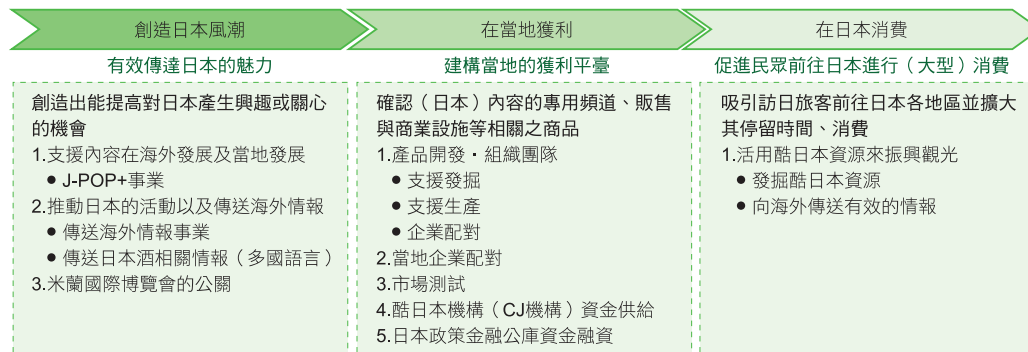 創造日本風潮
有效傳達日本的魅力
創造出能提高對日本產生興趣或關心
的機會
1.支援內容在海外發展及當地發展
● J-POP+事業
2.推動日本的活動以及傳送海外情報
● 傳送海外情報事業
● 傳送日本酒相關情報（多國語言）
3.米蘭國際博覽會的公關
在當地獲利
建構當地的獲利平臺
確認（日本）內容的專用頻道、販售
與商業設施等相關之商品
1.產品開發・組織團隊
● 支援發掘
● 支援生產
● 企業配對
2.當地企業配對
3.市場測試
4.酷日本機構（CJ機構）資金供給
5.日本政策金融公庫資金融資
在日本消費
促進民眾前往日本進行（大型）消費
吸引訪日旅客前往日本各地區並擴大
其停留時間、消費
1.活用酷日本資源來振興觀光
● 發掘酷日本資源
● 向海外傳送有效的情報